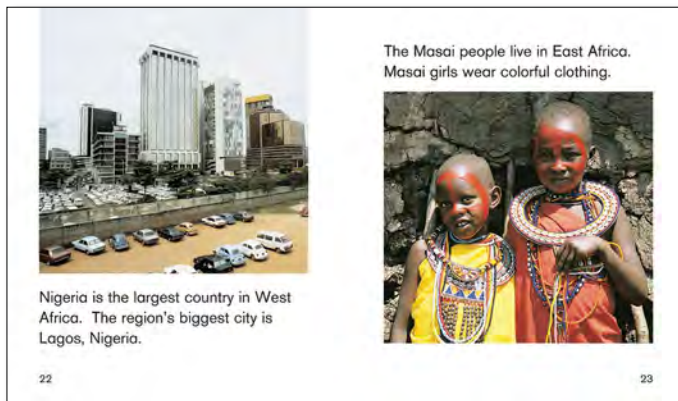 Nigeria is the largest country in West
Africa. The region's biggest city is
Lagos, Nigeria.
22
The Masai people live in East Africa.
Masai girls wear colorful clothing.
23